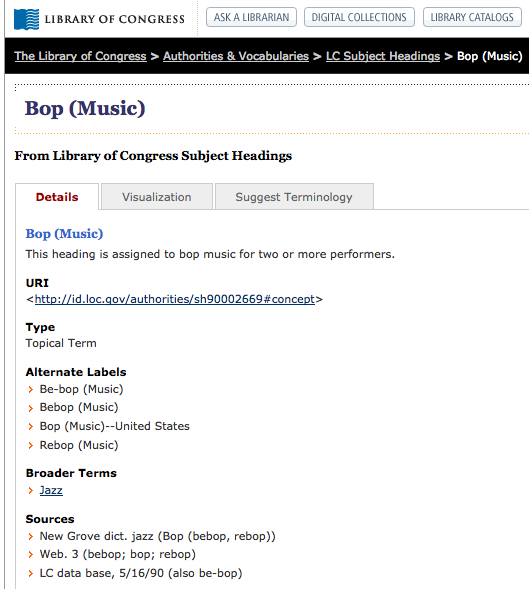 LIBRARY OF CONGRESS ASK A LIBRARIAN DIGITAL COLLECTIONS LIBRARY CATALOGS
The Library of Congress > Authorities & Vocabularies > LC Subject Headings > Bop (Music)
Bop (Music)
From Library of Congress Subject Headings
Details Visualization Suggest Terminology
Bop (Music)
This heading is assigned to bop music for two or more performers.
URI
<http://id.loc.gov/authorities/sh90002669#concept>
Type
Topical Term
Alternate Labels
Be-bop (Music)
Bebop (Music)
Bop (Music)--United States
Rebop (Music)
Broader Terms
Jazz
Sources
New Grove dict. jazz (Bop (bebop, rebop))
Web. 3 (bebop; bop; rebop)
LC data base, 5/16/90 (also be-bop)